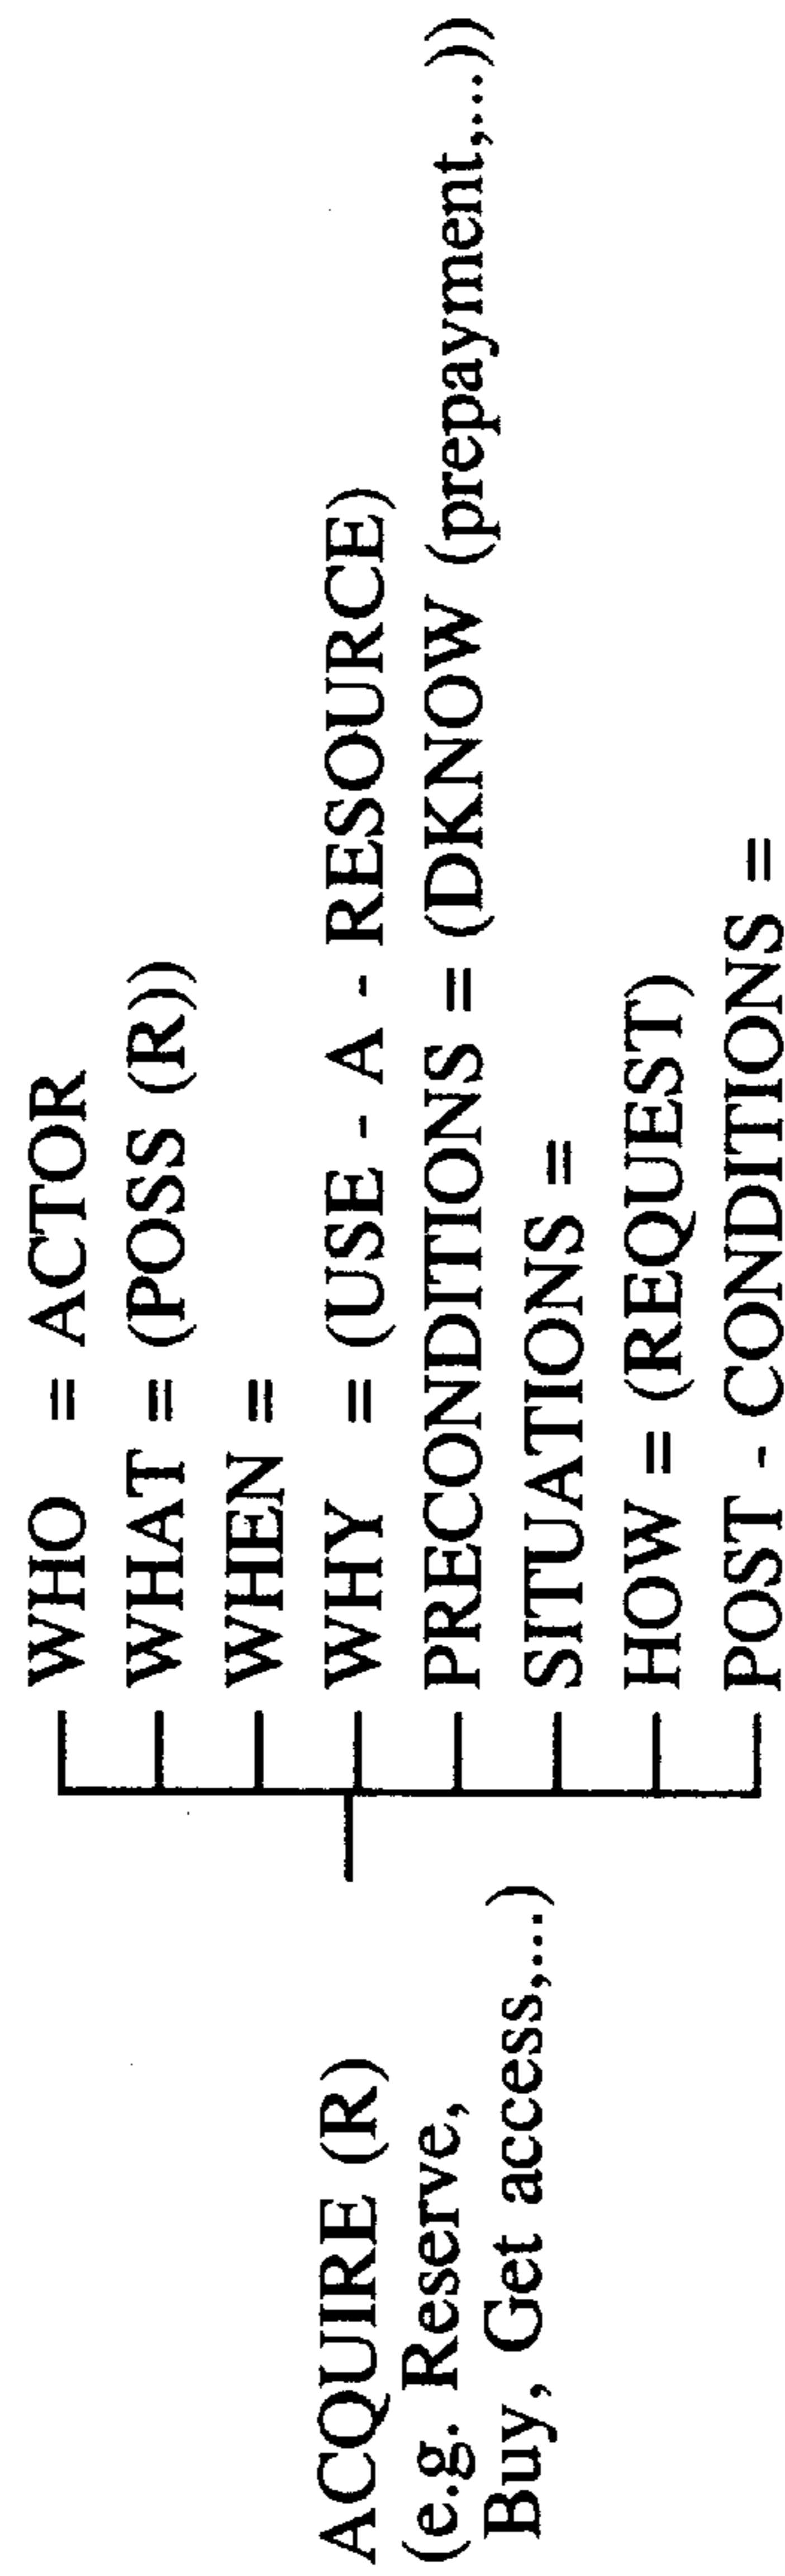 ACQUIRE (R)
(e.g. Reserve,
Buy, Get access,...)
WHO = ACTOR
WHAT = (POSS (R))
WHEN =
WHY = (USE - A - RESOURCE)
PRECONDITIONS = (DKNOW (prepayment,...))
SITUATIONS =
HOW = (REQUEST)
POST - CONDITIONS =